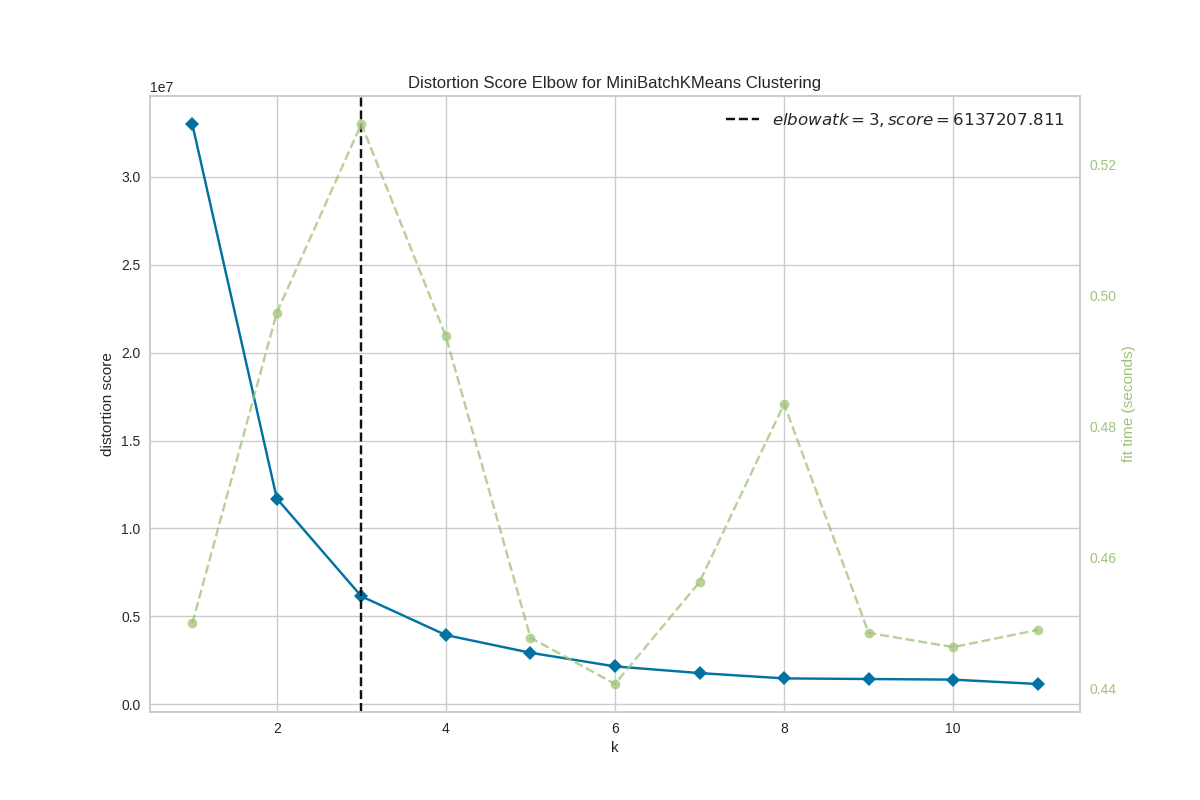 Distortion Score Elbow for MiniBatchKMeans Clustering
1e7
elbowatk = 3, score = 6137207.811
3.0
2.5
2.0
1.5
1.0
0.5
0.0
distortion score
0.52
0.50
0.48
0.46
0.44
fit time (seconds)
2 4 6 8 10
k